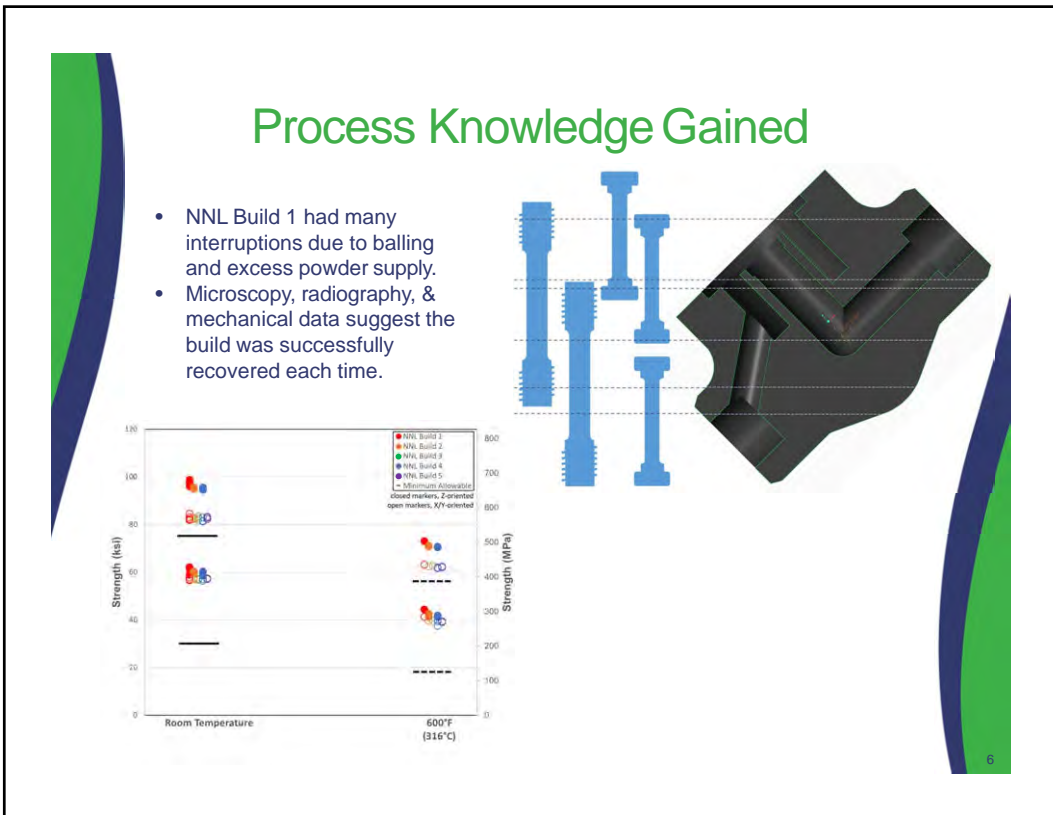 Process Knowledge Gained
• NNL Build 1 had many
interruptions due to balling
and excess powder supply.
• Microscopy, radiography, &
mechanical data suggest the
build was successfully
recovered each time.
120
100
80
60
40
20
0
Strength (ksi)
NNL Build 1
NNL Build 2
NNL Build 3
NNL Build 4
NNL Build 5
Minimum Allowable
closed markers, Z-oriented
open markers, X/Y-oriented
800
700
600
500
400
300
200
100
0
Strength (MPa)
Room Temperature
600°F
(316°C)
6